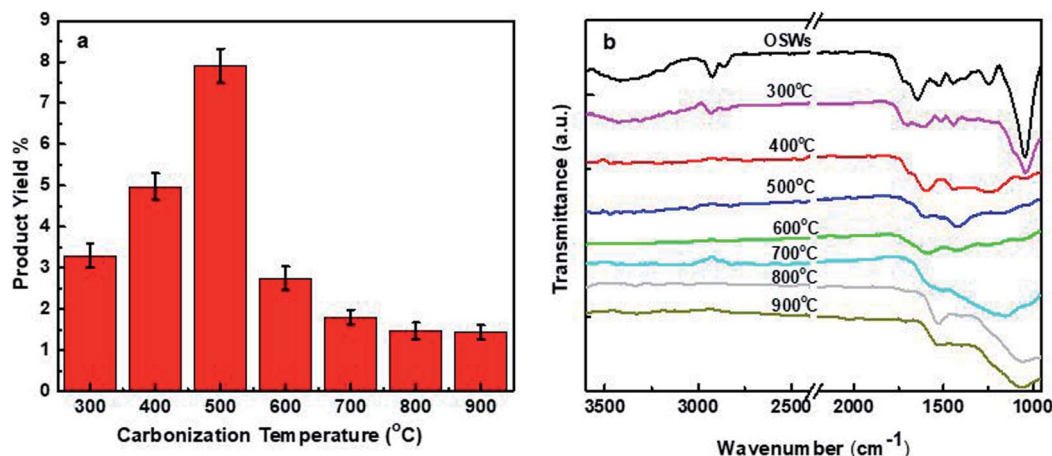 a
Product Yield %
9
8
7
6
5
4
3
2
1
0
300 400 500 600 700 800 900
Carbonization Temperature (°C)
b
OSWs
300°C
400°C
500°C
600°C
700°C
800°C
900°C
Transmittance (a.u.)
3500 3000 2500 2000 1500 1000
Wavenumber (cm⁻¹)